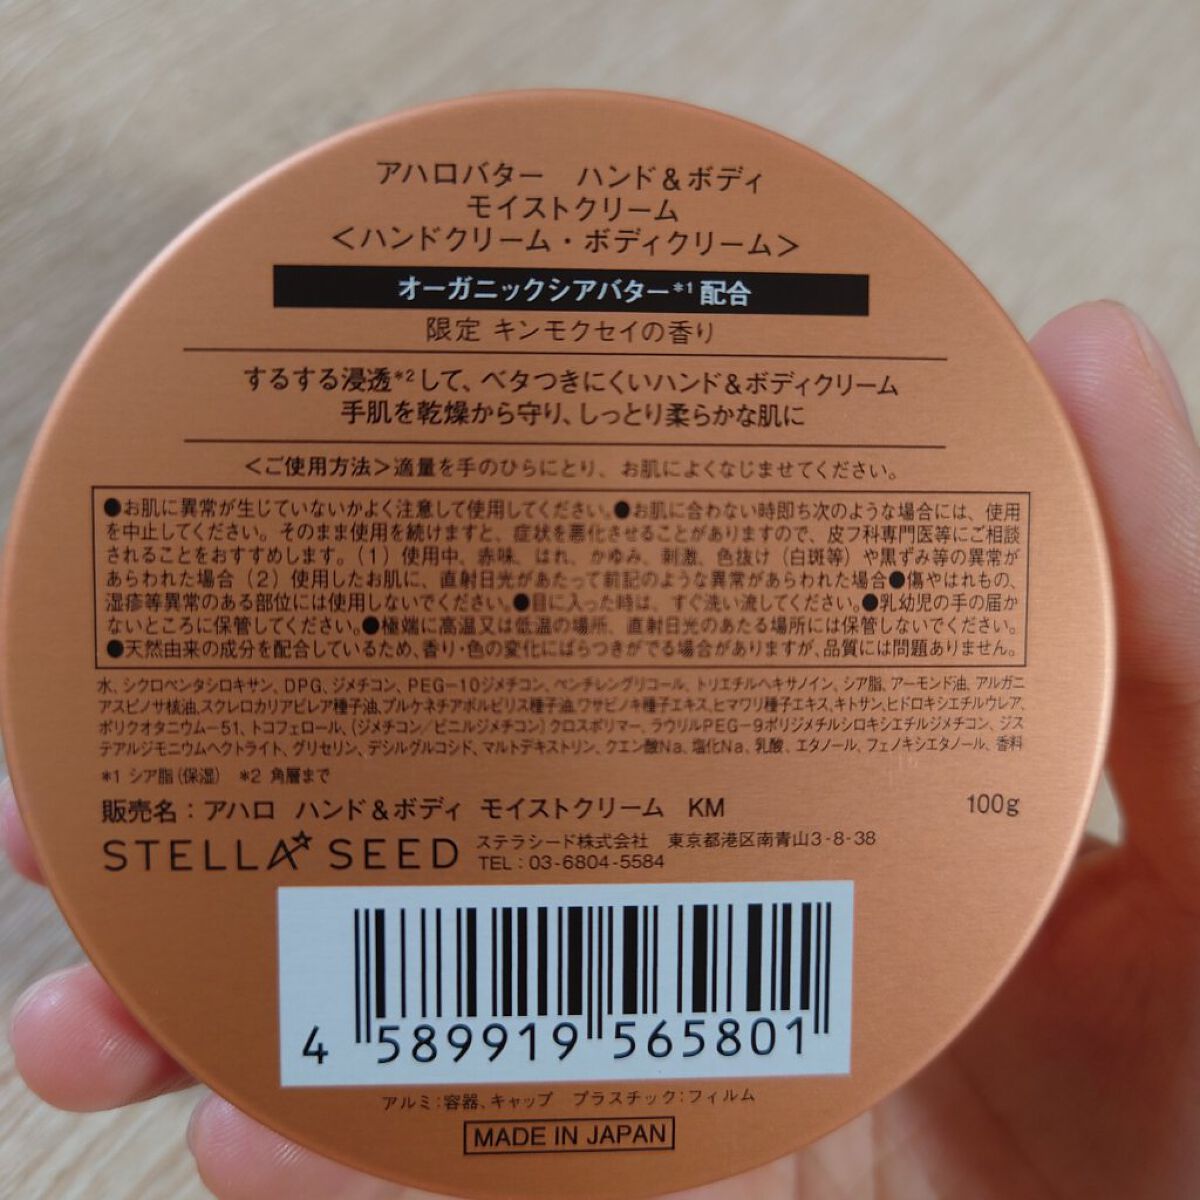 アハロバター ハンド&ボディ
モイストクリーム
<ハンドクリーム・ボディクリーム>
オーガニックシアバター*1 配合
限定 キンモクセイの香り
するする浸透*2して、ベタつきにくいハンド&ボディクリーム
手肌を乾燥から守り、しっとり柔らかな肌に
<ご使用方法>適量を手のひらにとり、お肌によくなじませてください。
●お肌に異常が生じていないかよく注意して使用してください。●お肌に合わない時即ち次のような場合には、使用
を中止してください。そのまま使用を続けますと、症状を悪化させることがありますので、皮フ科専門医等にご相談
されることをおすすめします。(1)使用中、赤味、はれ、かゆみ、刺激、色抜け(白斑等)や黒ずみ等の異常が
あらわれた場合(2)使用したお肌に、直射日光があたって前記のような異常があらわれた場合●傷やはれもの、
湿疹等異常のある部位には使用しないでください。●目に入った時は、すぐ洗い流してください。●乳幼児の手の届か
ないところに保管してください。●極端に高温又は低温の場所、直射日光のあたる場所には保管しないでください。
●天然由来の成分を配合しているため、香り・色の変化にばらつきがでる場合がありますが、品質には問題ありません。
水、シクロペンタシロキサン、DPG、ジメチコン、PEG-10ジメチコン、ペンチレングリコール、トリエチルヘキサノイン、シア脂、アーモンド油、アルガニ
アスピノサ核油、スクレロカリアビレア種子油、プルケネチアボルビリス種子油、ワサビノキ種子エキス、ヒマワリ種子エキス、キトサン、ヒドロキシエチルウレア、
ポリクオタニウム-51、トコフェロール、(ジメチコン/ビニルジメチコン)クロスポリマー、ラウリルPEG-9ポリジメチルシロキシエチルジメチコン、ジス
テアルジモニウムヘクトライト、グリセリン、デシルグルコシド、マルトデキストリン、クエン酸Na、塩化Na、乳酸、エタノール、フェノキシエタノール、香料
*1 シア脂(保湿) *2 角層まで
販売名:アハロ ハンド&ボディ モイストクリーム KM 100g
STELLA SEED ステラシード株式会社 東京都港区南青山3-8-38
TEL:03-6804-5584
4 589919 565801
アルミ:容器、キャップ プラスチック:フィルム
MADE IN JAPAN